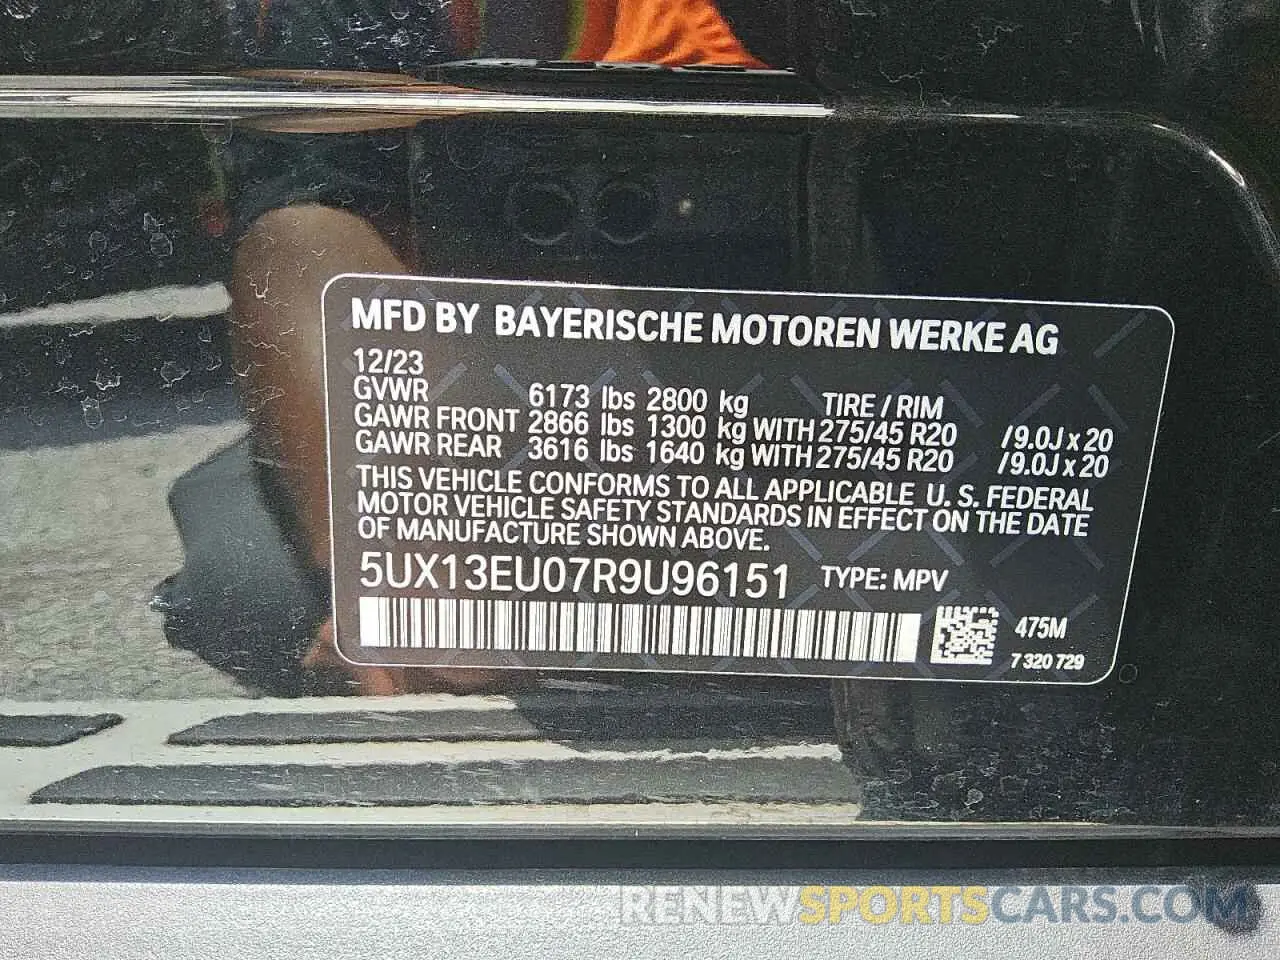 MFD BY BAYERISCHE MOTOREN WERKE AG
12/23
GVWR 6173 lbs 2800 kg TIRE / RIM
GAWR FRONT 2866 lbs 1300 kg WITH 275/45 R20 /9.0J x 20
GAWR REAR 3616 lbs 1640 kg WITH 275/45 R20 /9.0J x 20
THIS VEHICLE CONFORMS TO ALL APPLICABLE U. S. FEDERAL
MOTOR VEHICLE SAFETY STANDARDS IN EFFECT ON THE DATE
OF MANUFACTURE SHOWN ABOVE.
5UX13EU07R9U96151 TYPE: MPV
475M
7 320 729
RENEWSPORTSCARS.COM